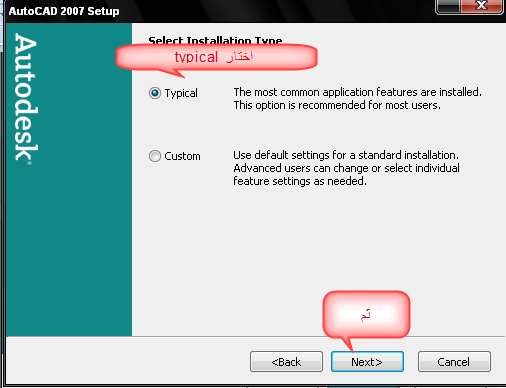 AutoCAD 2007 Setup
Autodesk
Select Installation Type
اختار typical
Typical
The most common application features are installed.
This option is recommended for most users.
Custom
Use default settings for a standard installation.
Advanced users can change or select individual
feature settings as needed.
ثم
<Back
Next>
Cancel